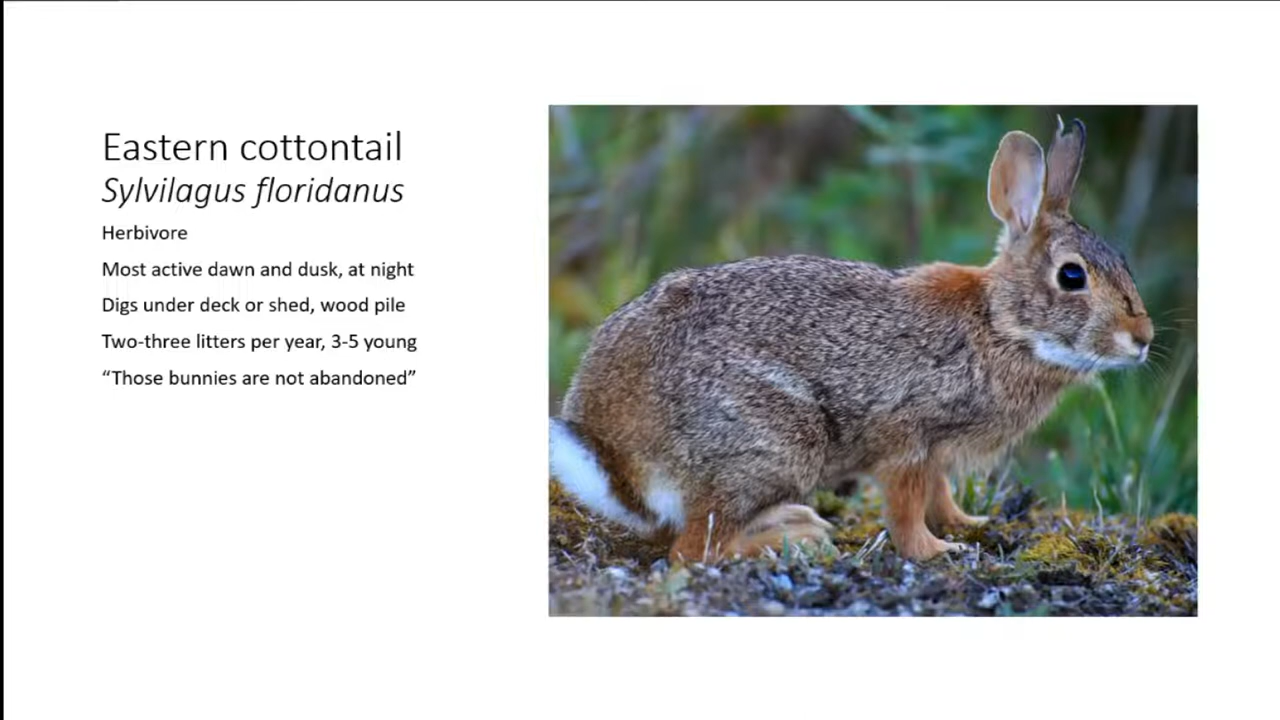 Eastern cottontail
Sylvilagus floridanus
Herbivore
Most active dawn and dusk, at night
Digs under deck or shed, wood pile
Two-three litters per year, 3-5 young
“Those bunnies are not abandoned”